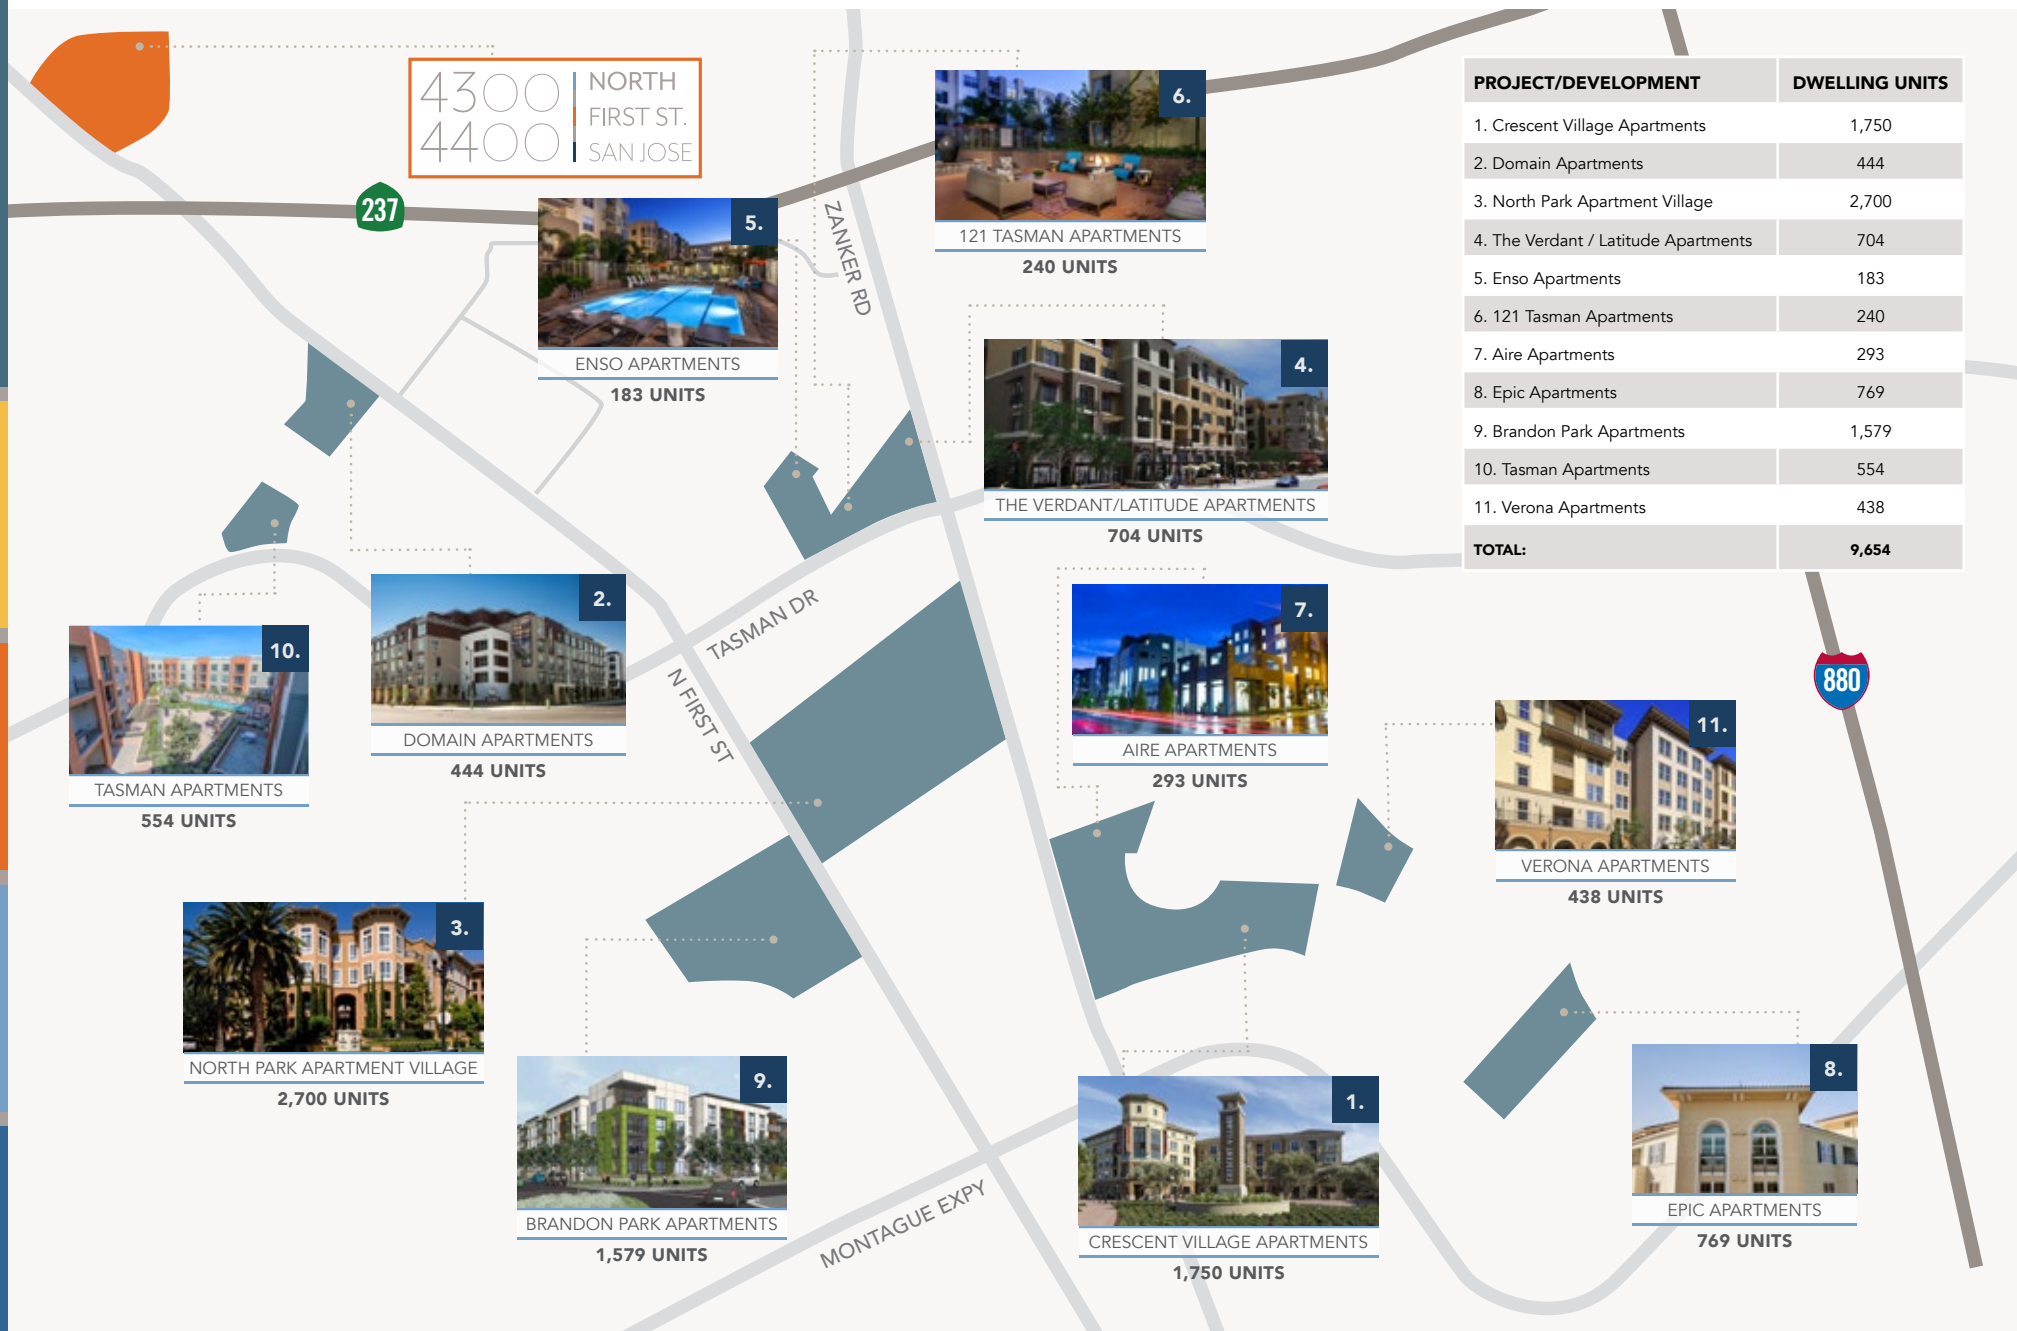 4300
4400
NORTH
FIRST ST.
SAN JOSE
237
ZANKER RD
6.
121 TASMAN APARTMENTS
240 UNITS
5.
ENSO APARTMENTS
183 UNITS
4.
THE VERDANT/LATITUDE APARTMENTS
704 UNITS
PROJECT/DEVELOPMENT DWELLING UNITS
1. Crescent Village Apartments 1,750
2. Domain Apartments 444
3. North Park Apartment Village 2,700
4. The Verdant / Latitude Apartments 704
5. Enso Apartments 183
6. 121 Tasman Apartments 240
7. Aire Apartments 293
8. Epic Apartments 769
9. Brandon Park Apartments 1,579
10. Tasman Apartments 554
11. Verona Apartments 438
TOTAL: 9,654
TASMAN DR
N FIRST ST
10.
TASMAN APARTMENTS
554 UNITS
2.
DOMAIN APARTMENTS
444 UNITS
7.
AIRE APARTMENTS
293 UNITS
880
11.
VERONA APARTMENTS
438 UNITS
3.
NORTH PARK APARTMENT VILLAGE
2,700 UNITS
9.
BRANDON PARK APARTMENTS
1,579 UNITS
MONTAGUE EXPY
1.
CRESCENT VILLAGE APARTMENTS
1,750 UNITS
8.
EPIC APARTMENTS
769 UNITS